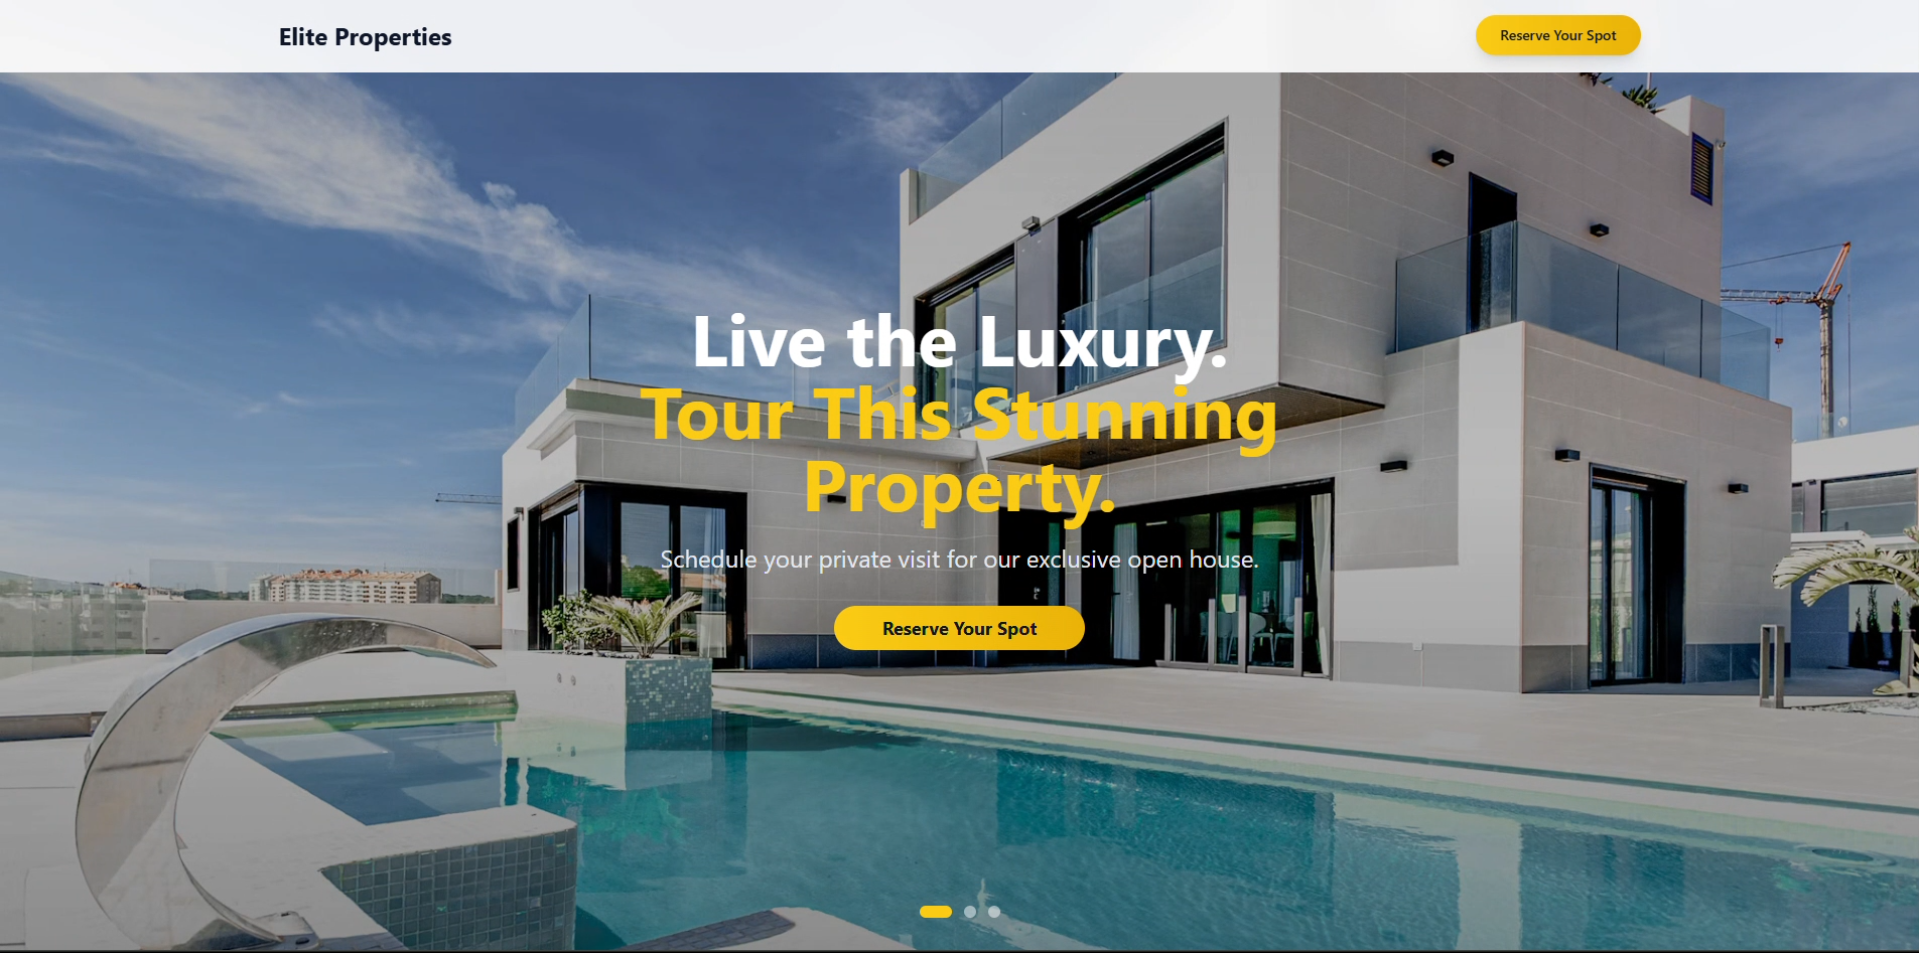 Elite Properties
Reserve Your Spot
Live the Luxury.
Tour This Stunning
Property.
Schedule your private visit for our exclusive open house.
Reserve Your Spot